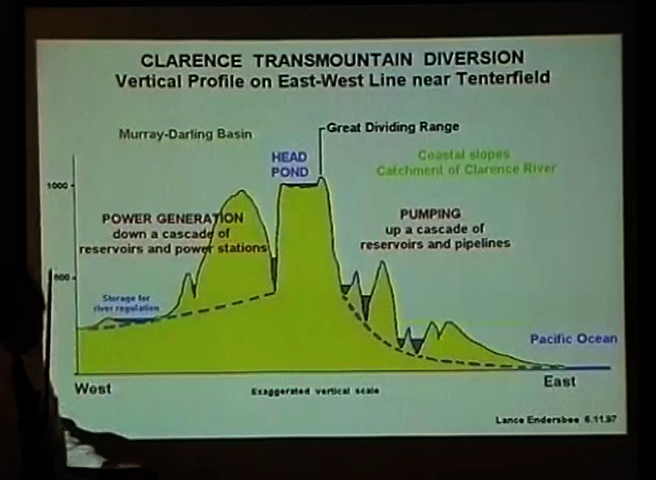 CLARENCE TRANSMOUNTAIN DIVERSION
Vertical Profile on East-West Line near Tenterfield
Murray-Darling Basin
Great Dividing Range
HEAD
POND
Coastal slopes
Catchment of Clarence River
1000
POWER GENERATION
down a cascade of
reservoirs and power stations
PUMPING
up a cascade of
reservoirs and pipelines
500
Storage for
river regulation
Pacific Ocean
West
Exaggerated vertical scale
East
Lance Endersbee 6.11.97